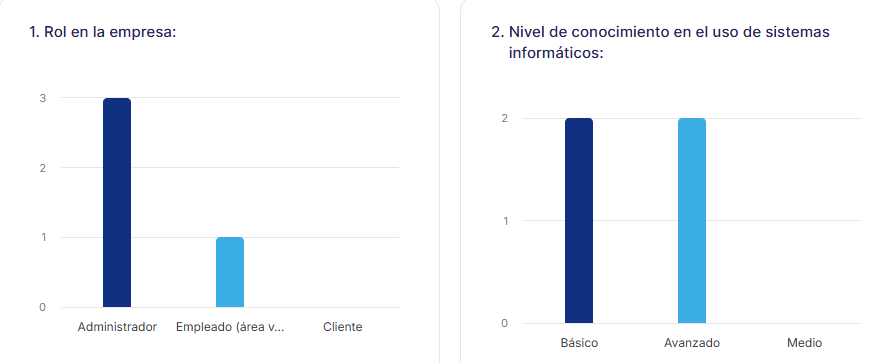 1. Rol en la empresa:
3
2
1
0
Administrador Empleado (área v... Cliente
2. Nivel de conocimiento en el uso de sistemas
informáticos:
2
1
0
Básico Avanzado Medio